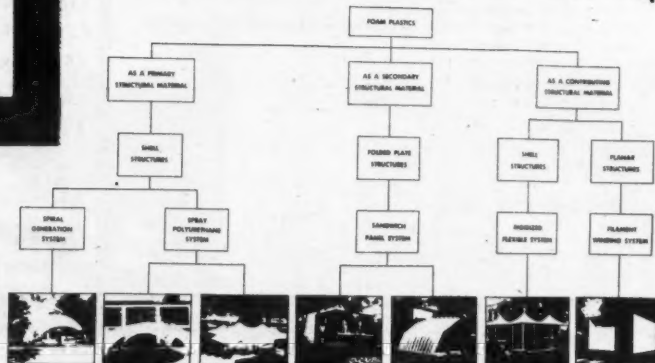 FOAM PLASTICS
AS A PRIMARY
STRUCTURAL MATERIAL
AS A SECONDARY
STRUCTURAL MATERIAL
AS A CONTRIBUTING
STRUCTURAL MATERIAL
SHELL
STRUCTURES
FOLDED PLATE
STRUCTURES
SHELL
STRUCTURES
PLANAR
STRUCTURES
SPIRAL
GENERATION
SYSTEM
SPRAY
POLYURETHANE
SYSTEM
SANDWICH
PANEL SYSTEM
RIGIDIZED
FLEXIBLE SYSTEM
FILAMENT
WINDING SYSTEM